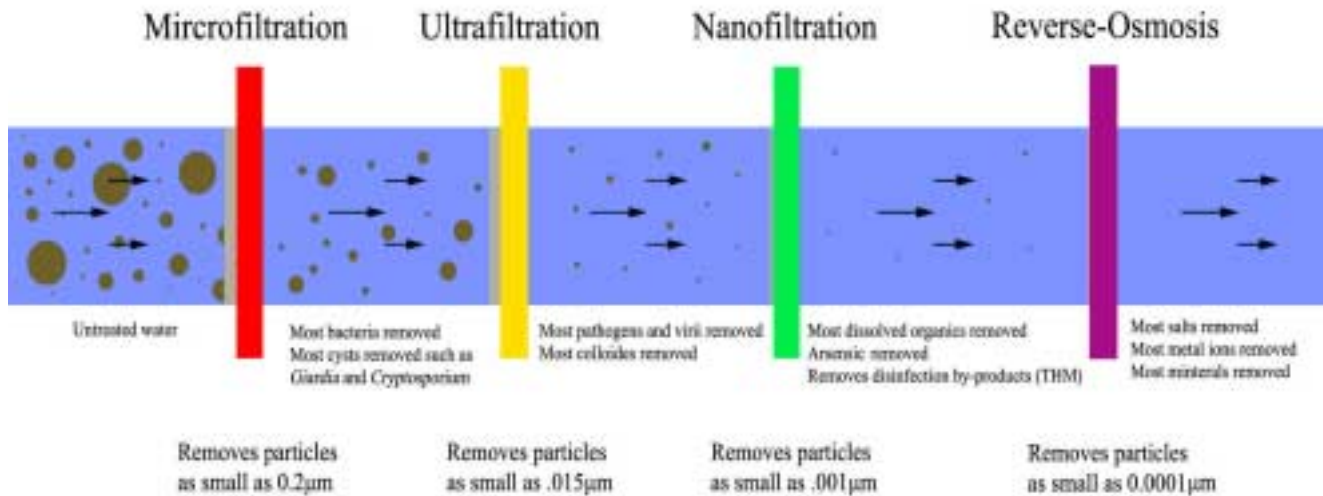 Mircrofiltration
Ultrafiltration
Nanofiltration
Reverse-Osmosis
Untreated water
Most bacteria removed
Most cysts removed such as
Giardia and Cryptosporium
Most pathogens and virii removed
Most colloides removed
Most dissolved organics removed
Arsensic removed
Removes disinfection by-products (THM)
Most salts removed
Most metal ions removed
Most minterals removed
Removes particles
as small as 0.2μm
Removes particles
as small as .015μm
Removes particles
as small as .001μm
Removes particles
as small as 0.0001μm